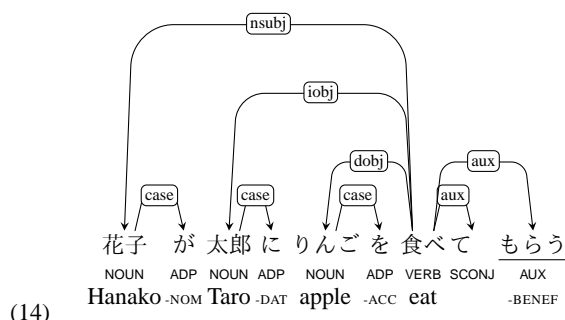 nsubj
iobj
dobj aux
case case case aux
花子 が 太郎 に りんご を 食べ て もらう
NOUN ADP NOUN ADP NOUN ADP VERB SCONJ AUX
(14) Hanako -NOM Taro -DAT apple -ACC eat -BENEF